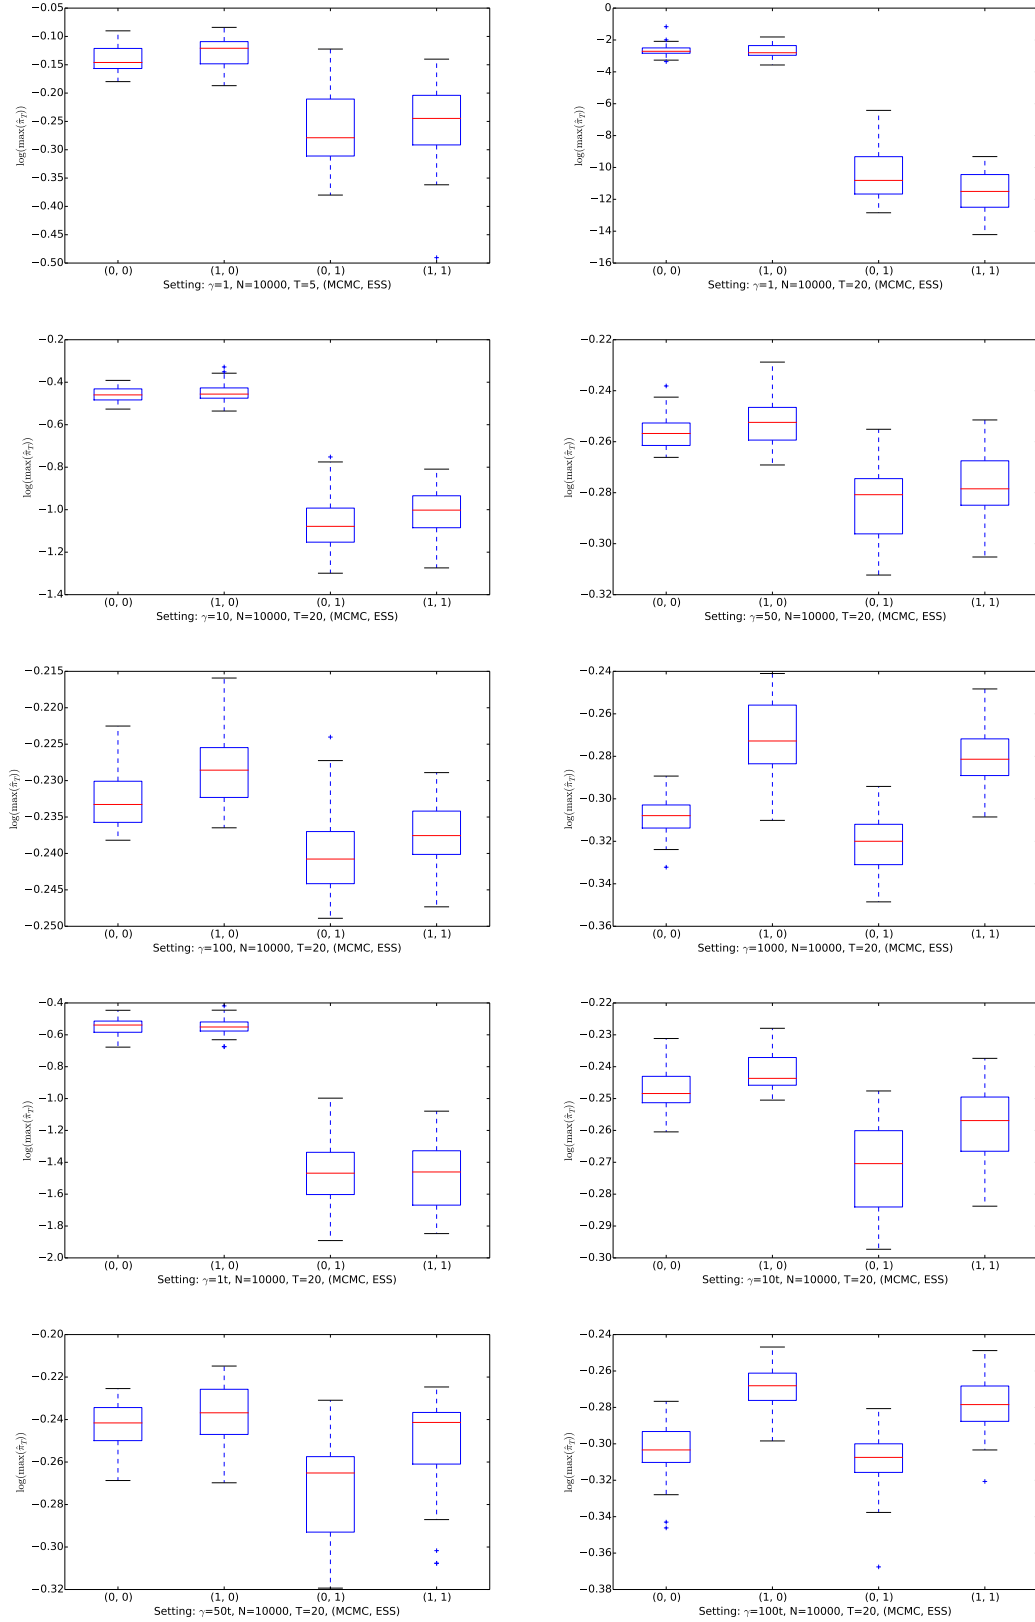 −0.05
−0.10
−0.15
−0.20
−0.25
−0.30
−0.35
−0.40
−0.45
−0.50
log(max(π̂_T))
(0, 0) (1, 0) (0, 1) (1, 1)
Setting: γ=1, N=10000, T=5, (MCMC, ESS)
0
−2
−4
−6
−8
−10
−12
−14
−16
log(max(π̂_T))
(0, 0) (1, 0) (0, 1) (1, 1)
Setting: γ=1, N=10000, T=20, (MCMC, ESS)
−0.2
−0.4
−0.6
−0.8
−1.0
−1.2
−1.4
log(max(π̂_T))
(0, 0) (1, 0) (0, 1) (1, 1)
Setting: γ=10, N=10000, T=20, (MCMC, ESS)
−0.22
−0.24
−0.26
−0.28
−0.30
−0.32
log(max(π̂_T))
(0, 0) (1, 0) (0, 1) (1, 1)
Setting: γ=50, N=10000, T=20, (MCMC, ESS)
−0.215
−0.220
−0.225
−0.230
−0.235
−0.240
−0.245
−0.250
log(max(π̂_T))
(0, 0) (1, 0) (0, 1) (1, 1)
Setting: γ=100, N=10000, T=20, (MCMC, ESS)
−0.24
−0.26
−0.28
−0.30
−0.32
−0.34
−0.36
log(max(π̂_T))
(0, 0) (1, 0) (0, 1) (1, 1)
Setting: γ=1000, N=10000, T=20, (MCMC, ESS)
−0.4
−0.6
−0.8
−1.0
−1.2
−1.4
−1.6
−1.8
−2.0
log(max(π̂_T))
(0, 0) (1, 0) (0, 1) (1, 1)
Setting: γ=1t, N=10000, T=20, (MCMC, ESS)
−0.22
−0.23
−0.24
−0.25
−0.26
−0.27
−0.28
−0.29
−0.30
log(max(π̂_T))
(0, 0) (1, 0) (0, 1) (1, 1)
Setting: γ=10t, N=10000, T=20, (MCMC, ESS)
−0.20
−0.22
−0.24
−0.26
−0.28
−0.30
−0.32
log(max(π̂_T))
(0, 0) (1, 0) (0, 1) (1, 1)
Setting: γ=50t, N=10000, T=20, (MCMC, ESS)
−0.24
−0.26
−0.28
−0.30
−0.32
−0.34
−0.36
−0.38
log(max(π̂_T))
(0, 0) (1, 0) (0, 1) (1, 1)
Setting: γ=100t, N=10000, T=20, (MCMC, ESS)